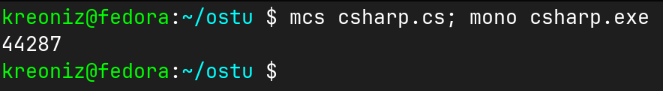 kreoniz@fedora:~/ostu $ mcs csharp.cs; mono csharp.exe
44287
kreoniz@fedora:~/ostu $